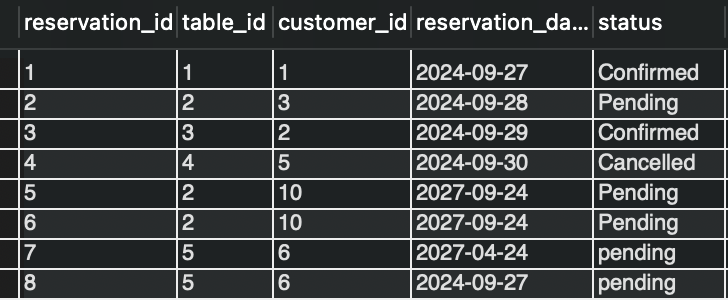 reservation_id table_id customer_id reservation_da... status
1 1 1 2024-09-27 Confirmed
2 2 3 2024-09-28 Pending
3 3 2 2024-09-29 Confirmed
4 4 5 2024-09-30 Cancelled
5 2 10 2027-09-24 Pending
6 2 10 2027-09-24 Pending
7 5 6 2027-04-24 pending
8 5 6 2024-09-27 pending